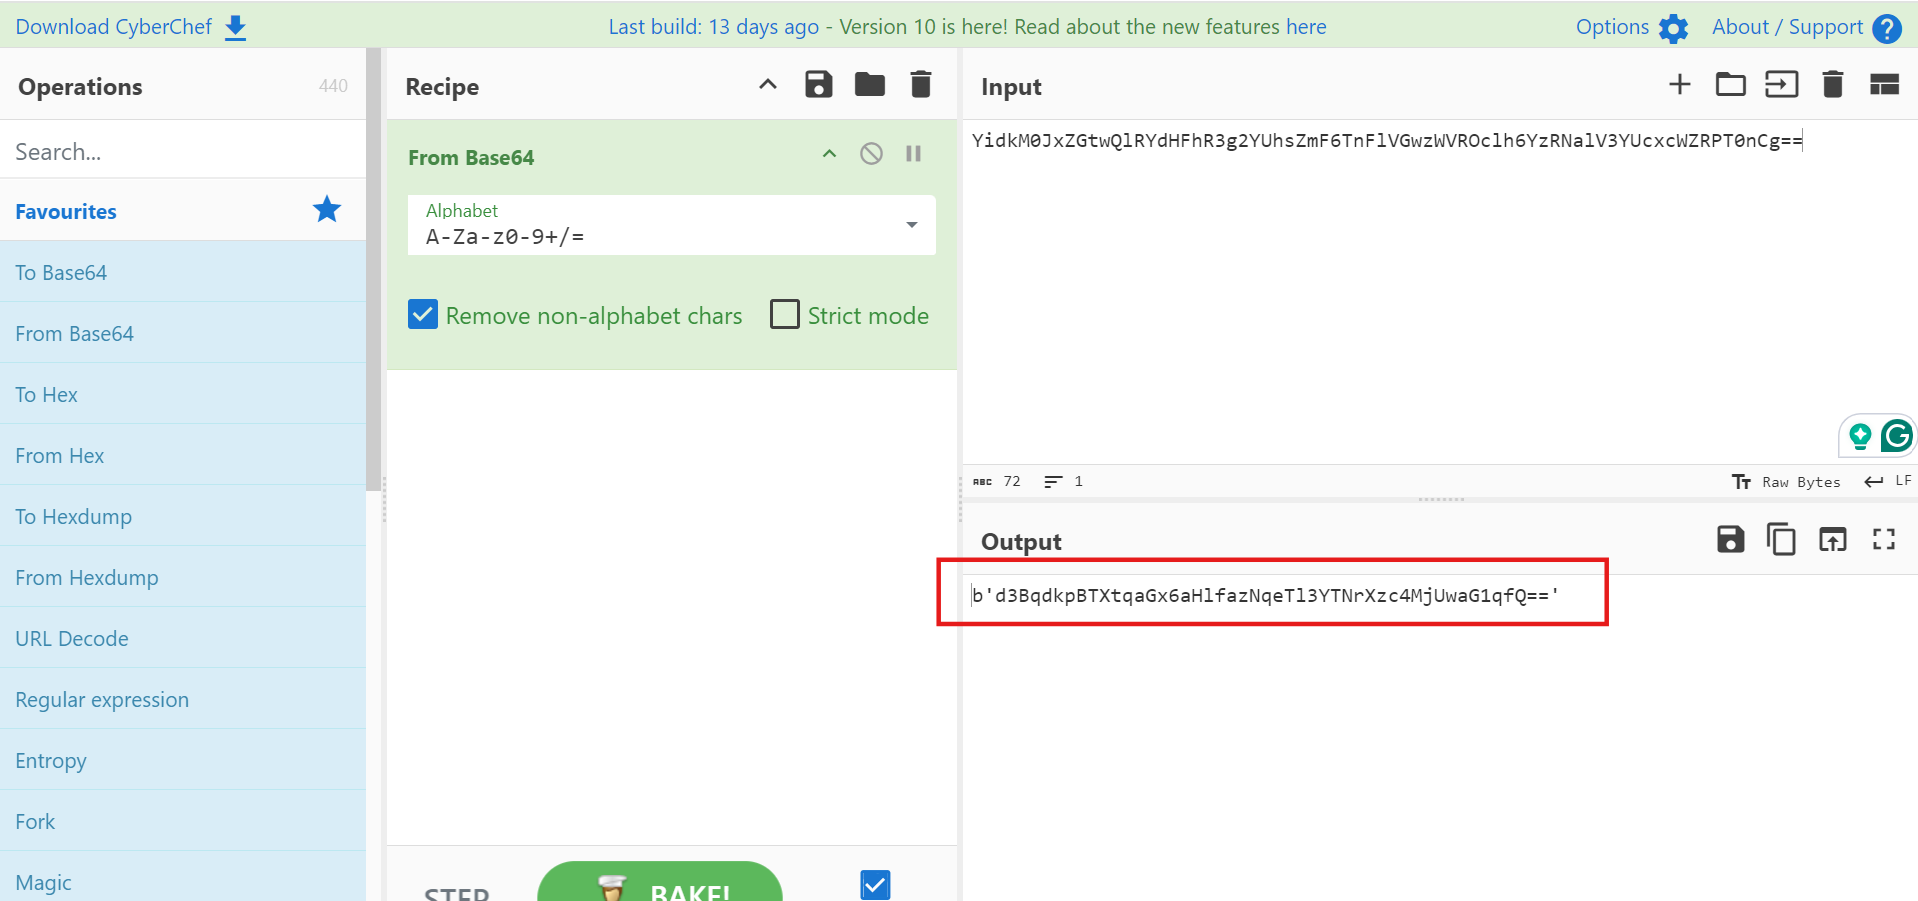 Download CyberChef
Last build: 13 days ago - Version 10 is here! Read about the new features here
Options
About / Support
Operations
440
Search...
Favourites
To Base64
From Base64
To Hex
From Hex
To Hexdump
From Hexdump
URL Decode
Regular expression
Entropy
Fork
Magic
Recipe
From Base64
Alphabet
A-Za-z0-9+/=
Remove non-alphabet chars
Strict mode
STEP
BAKE!
Input
YidkM0JxZGtwQlRYdHFhR3g2YUhsZmF6TnFlVGwzWVROclh6YzRNalV3YUcxcWZRPT0nCg==
ABC 72
1
Raw Bytes
LF
Output
b'd3BqdkpBTXtqaGx6aHlfazNqeTl3YTNrXzc4MjUwaG1qfQ=='